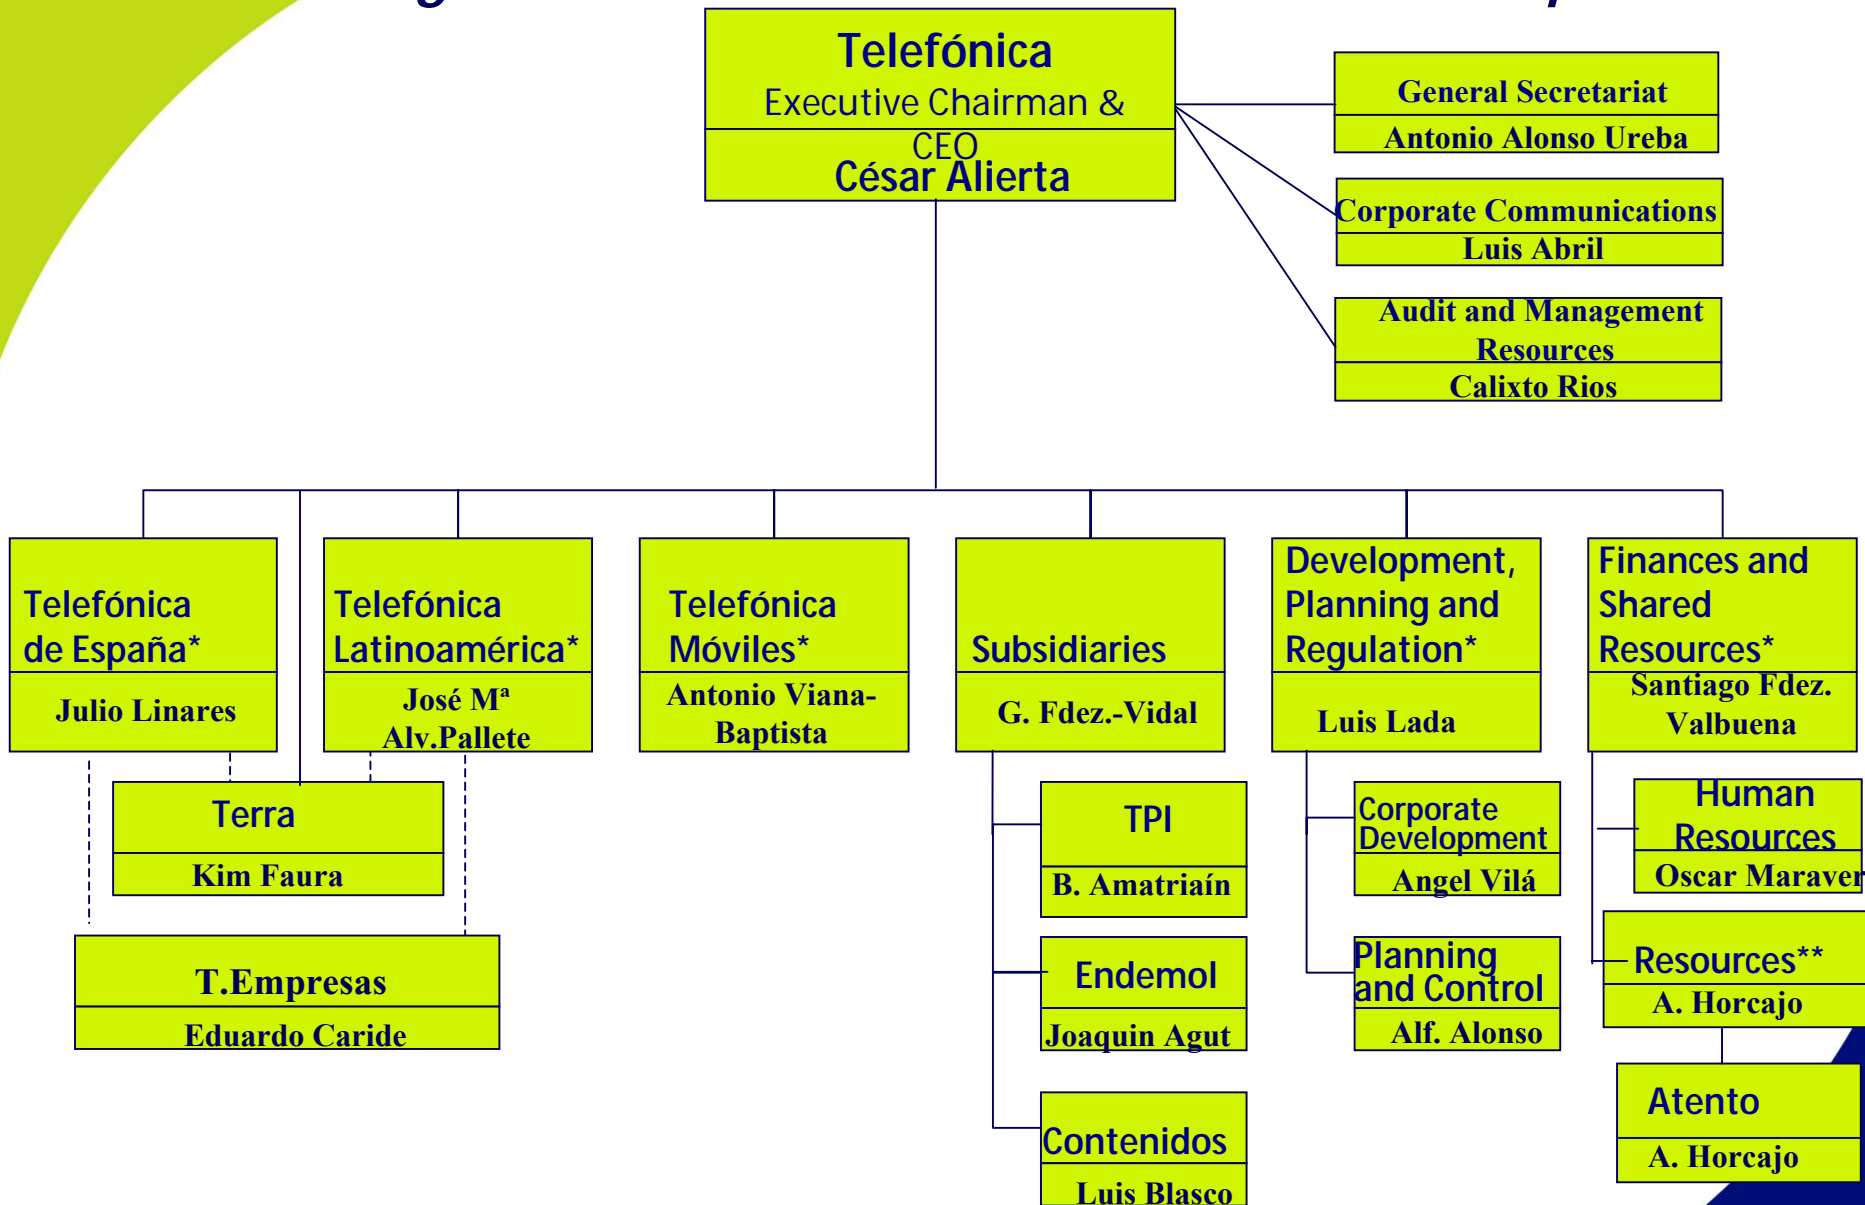 Telefónica
Executive Chairman &
CEO
César Alierta
General Secretariat
Antonio Alonso Ureba
Corporate Communications
Luis Abril
Audit and Management
Resources
Calixto Rios
Telefónica
de España*
Julio Linares
Telefónica
Latinoamérica*
José Mª
Alv.Pallete
Telefónica
Móviles*
Antonio Viana-
Baptista
Subsidiaries
G. Fdez.-Vidal
Development,
Planning and
Regulation*
Luis Lada
Finances and
Shared
Resources*
Santiago Fdez.
Valbuena
Terra
Kim Faura
T.Empresas
Eduardo Caride
TPI
B. Amatriaín
Endemol
Joaquin Agut
Contenidos
Luis Blasco
Corporate
Development
Angel Vilá
Planning
and Control
Alf. Alonso
Human
Resources
Oscar Maraver
Resources**
A. Horcajo
Atento
A. Horcajo